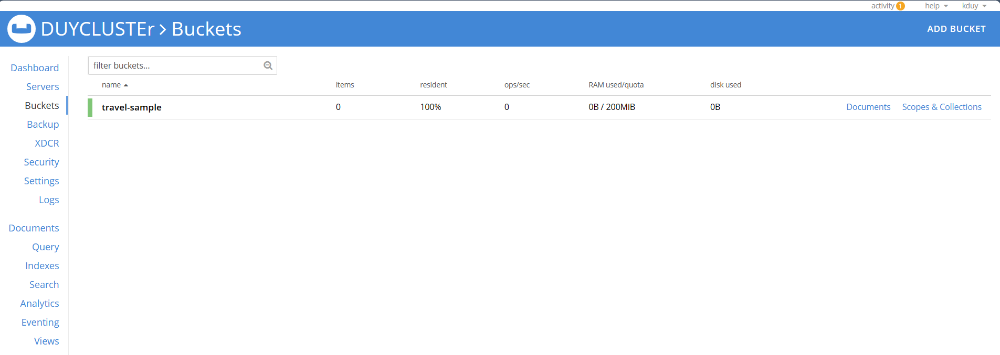 activity 1 help kduy
DUYCLUSTEr > Buckets ADD BUCKET
filter buckets...
name items resident ops/sec RAM used/quota disk used
travel-sample 0 100% 0 0B / 200MiB 0B Documents Scopes & Collections
Dashboard
Servers
Buckets
Backup
XDCR
Security
Settings
Logs
Documents
Query
Indexes
Search
Analytics
Eventing
Views